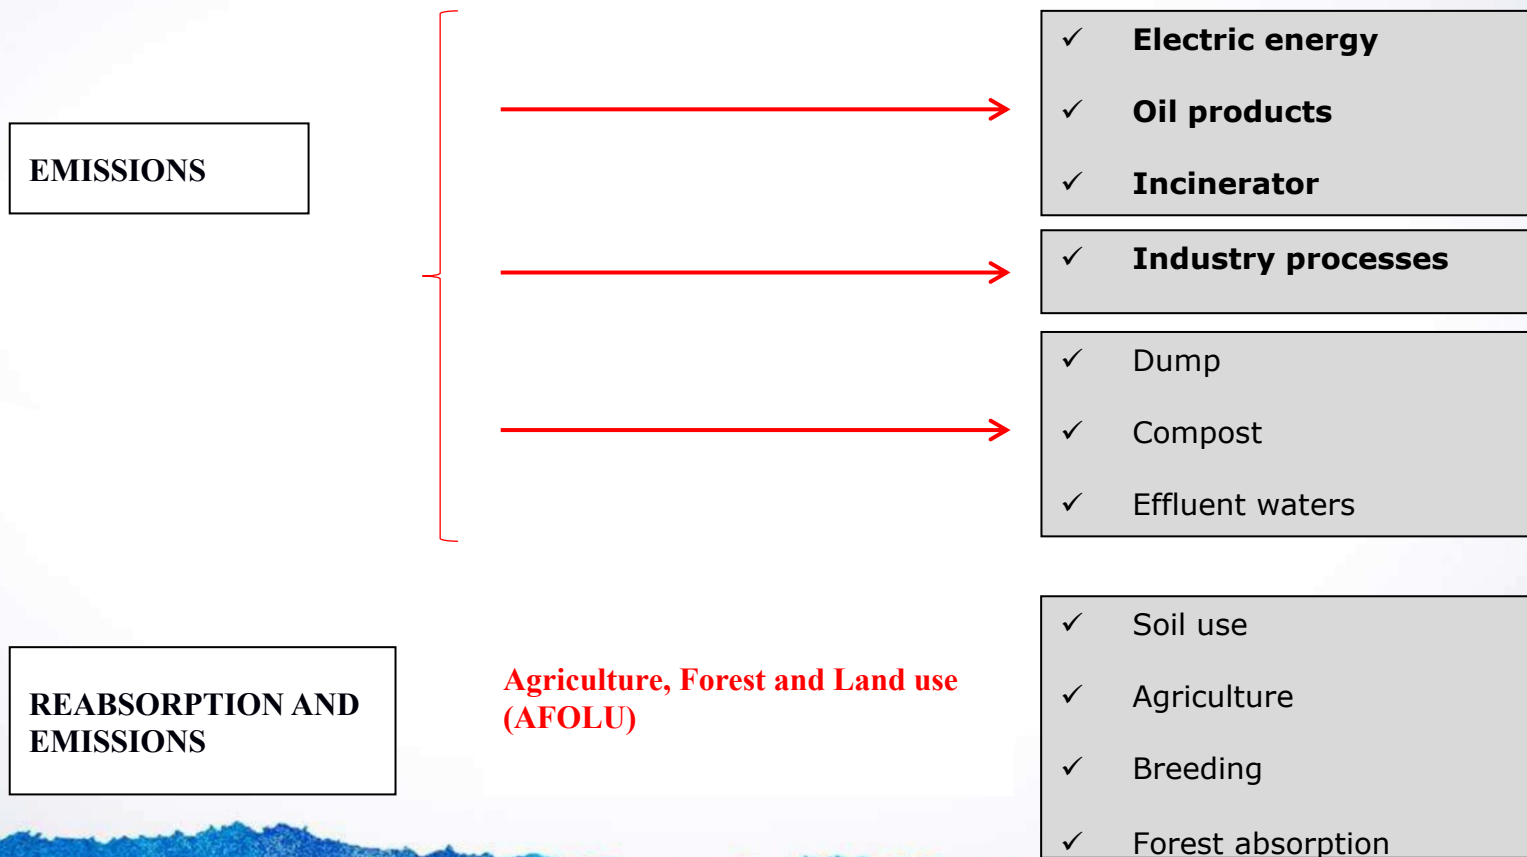 EMISSIONS
✓ Electric energy
✓ Oil products
✓ Incinerator
✓ Industry processes
✓ Dump
✓ Compost
✓ Effluent waters
REABSORPTION AND
EMISSIONS
Agriculture, Forest and Land use
(AFOLU)
✓ Soil use
✓ Agriculture
✓ Breeding
✓ Forest absorption